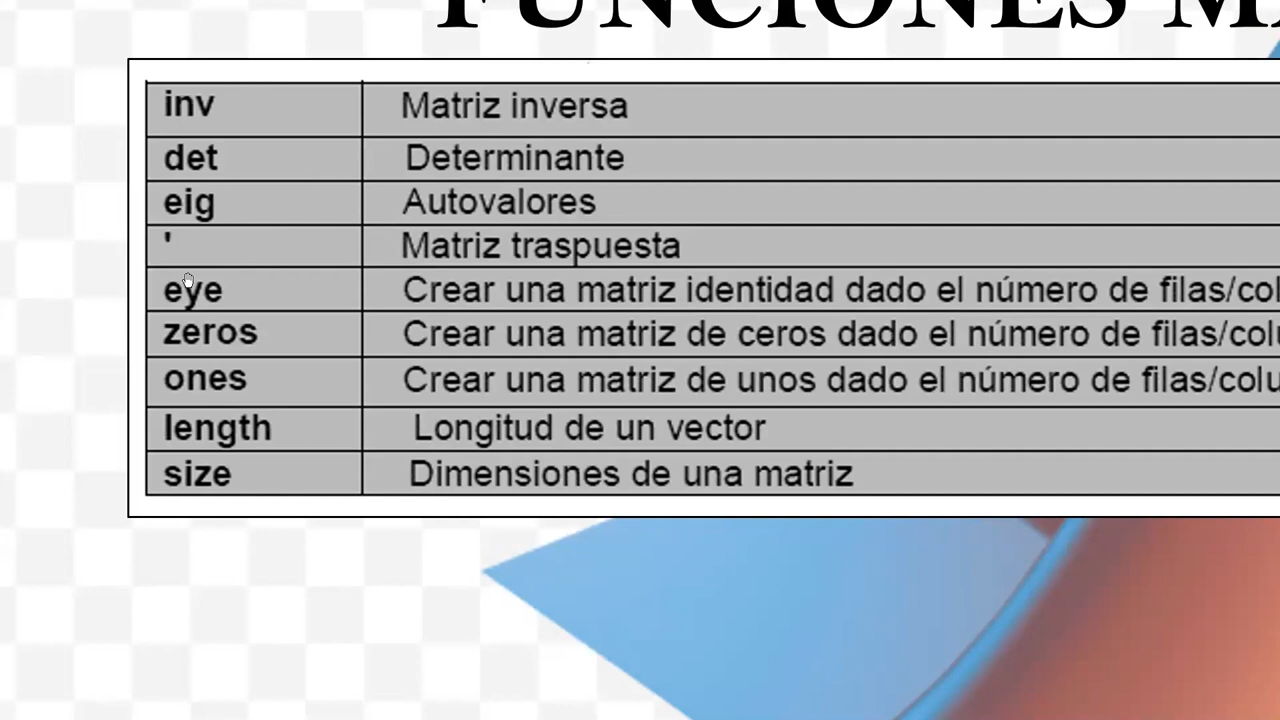 FUNCIONES
inv Matriz inversa
det Determinante
eig Autovalores
' Matriz traspuesta
eye Crear una matriz identidad dado el número de filas/col
zeros Crear una matriz de ceros dado el número de filas/colu
ones Crear una matriz de unos dado el número de filas/colu
length Longitud de un vector
size Dimensiones de una matriz